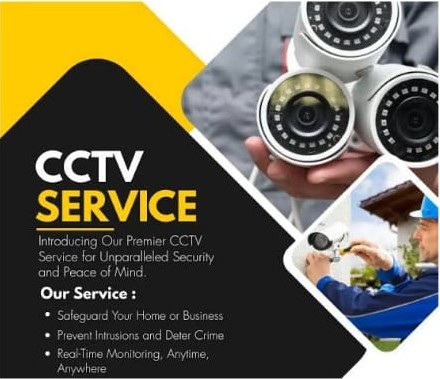 CCTV
SERVICE
Introducing Our Premier CCTV
Service for Unparalleled Security
and Peace of Mind.
Our Service :
• Safeguard Your Home or Business
• Prevent Intrusions and Deter Crime
• Real-Time Monitoring, Anytime,
Anywhere